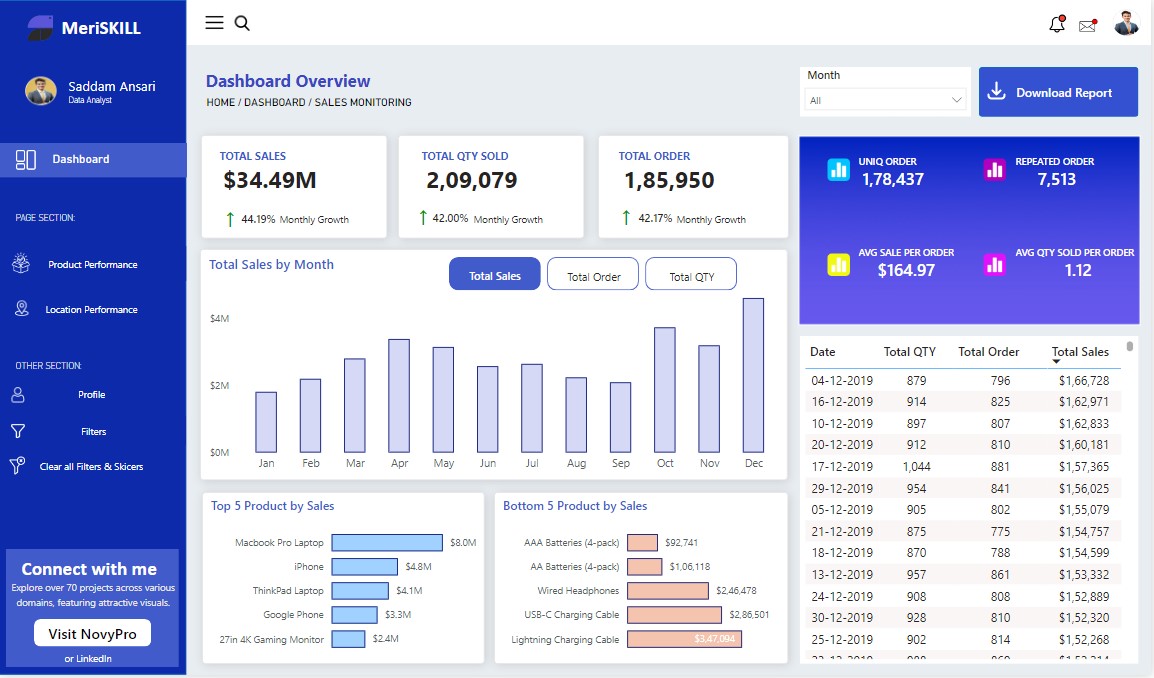 MeriSKILL
Saddam Ansari
Data Analyst
Dashboard
PAGE SECTION:
Product Performance
Location Performance
OTHER SECTION:
Profile
Filters
Clear all Filters & Skicers
Connect with me
Explore over 70 projects across various
domains, featuring attractive visuals.
Visit NovyPro
or LinkedIn
Dashboard Overview
HOME / DASHBOARD / SALES MONITORING
Month
All
Download Report
TOTAL SALES
$34.49M
44.19% Monthly Growth
TOTAL QTY SOLD
2,09,079
42.00% Monthly Growth
TOTAL ORDER
1,85,950
42.17% Monthly Growth
UNIQ ORDER
1,78,437
REPEATED ORDER
7,513
AVG SALE PER ORDER
$164.97
AVG QTY SOLD PER ORDER
1.12
Total Sales by Month
Total Sales
Total Order
Total QTY
$4M
$2M
$0M
Jan Feb Mar Apr May Jun Jul Aug Sep Oct Nov Dec
Top 5 Product by Sales
Macbook Pro Laptop $8.0M
iPhone $4.8M
ThinkPad Laptop $4.1M
Google Phone $3.3M
27in 4K Gaming Monitor $2.4M
Bottom 5 Product by Sales
AAA Batteries (4-pack) $92,741
AA Batteries (4-pack) $1,06,118
Wired Headphones $2,46,478
USB-C Charging Cable $2,86,501
Lightning Charging Cable $3,47,094
Date Total QTY Total Order Total Sales
04-12-2019 879 796 $1,66,728
16-12-2019 914 825 $1,62,971
10-12-2019 897 807 $1,62,833
20-12-2019 912 810 $1,60,181
17-12-2019 1,044 881 $1,57,365
29-12-2019 954 841 $1,56,025
05-12-2019 905 802 $1,55,079
21-12-2019 875 775 $1,54,757
18-12-2019 870 788 $1,54,599
13-12-2019 957 861 $1,53,332
24-12-2019 908 808 $1,52,889
30-12-2019 928 810 $1,52,320
25-12-2019 902 814 $1,52,268